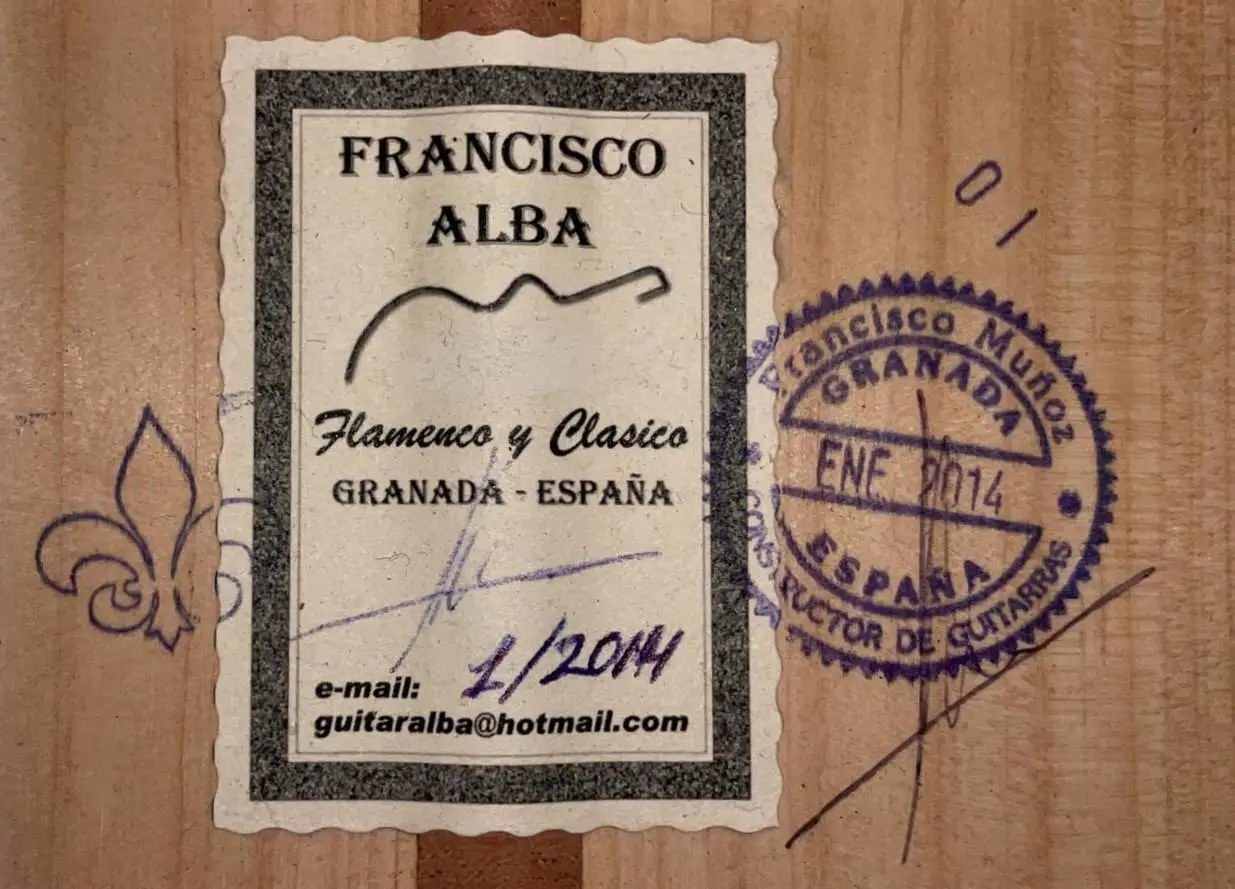 FRANCISCO
ALBA
Flamenco y Clasico
GRANADA - ESPAÑA
1/2014
e-mail:
guitaralba@hotmail.com
01
Francisco Muñoz
GRANADA
ENE 2014
ESPAÑA
CONSTRUCTOR DE GUITARRAS